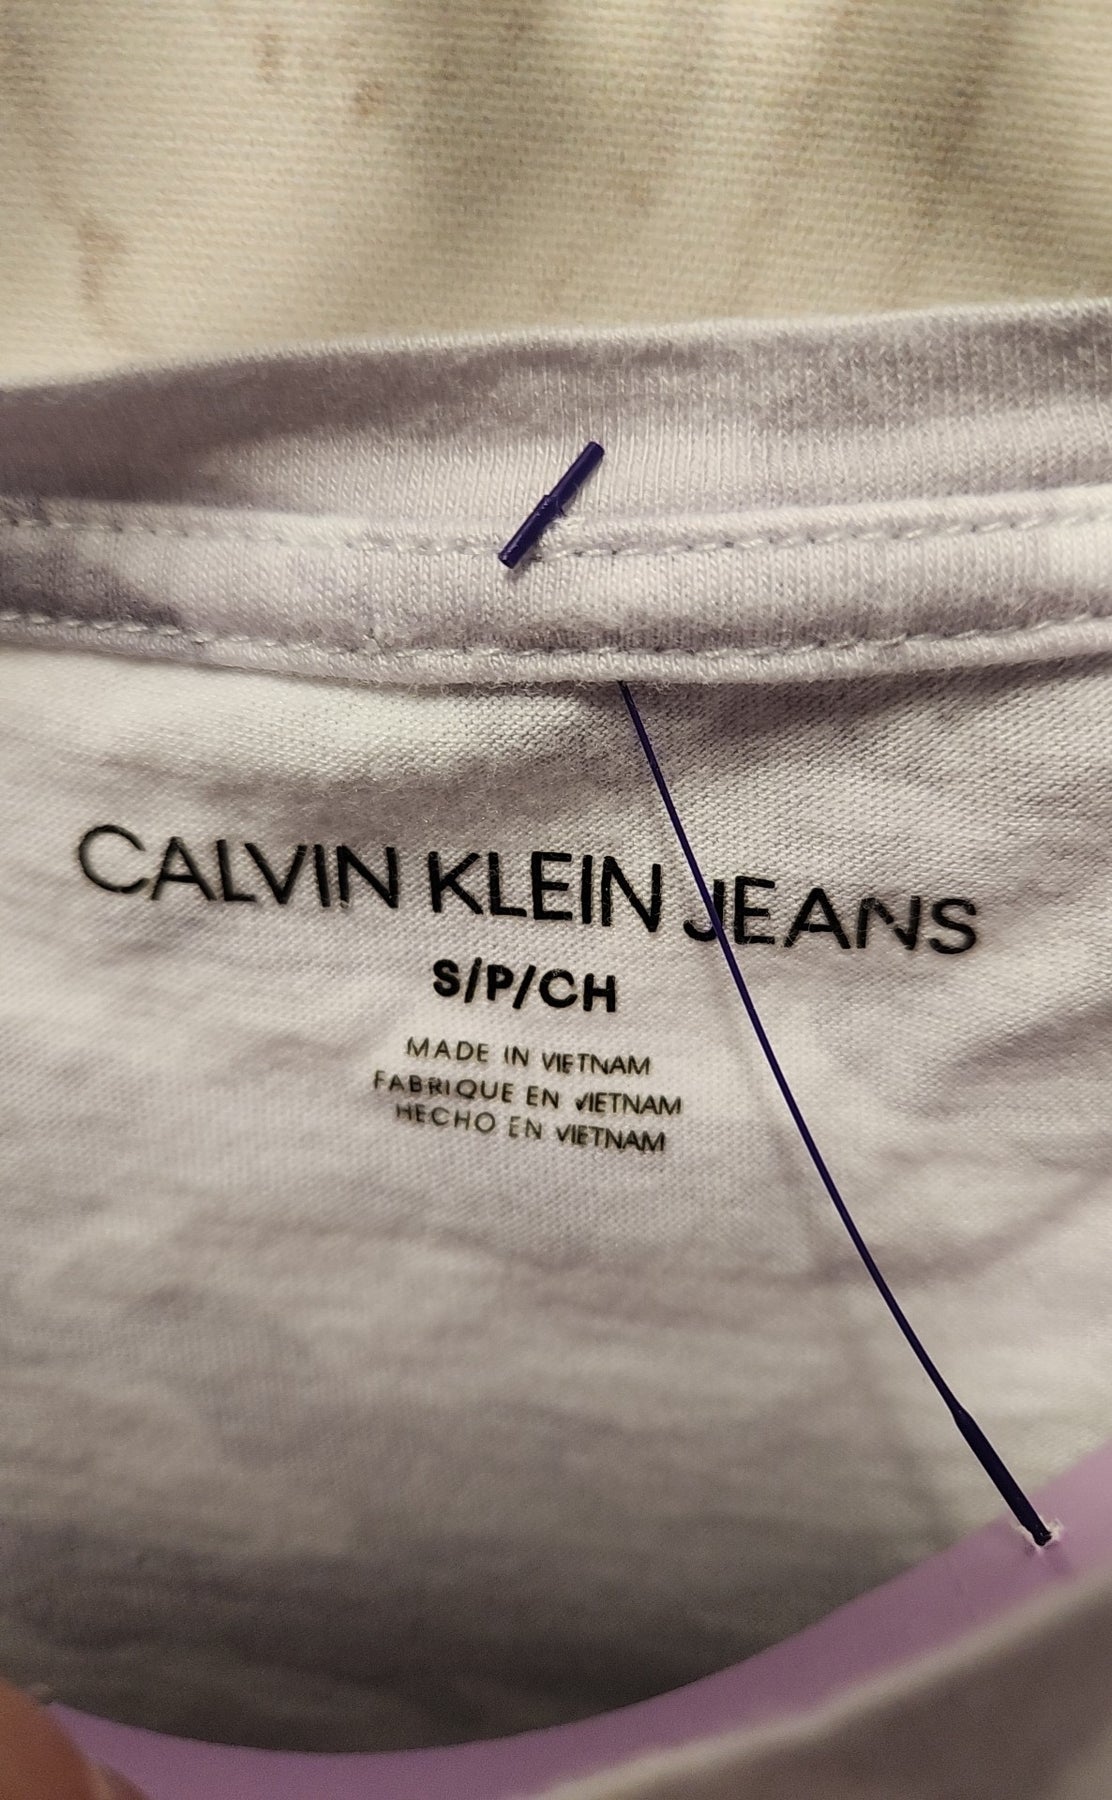 CALVIN KLEIN JEANS
S/P/CH
MADE IN VIETNAM
FABRIQUE EN VIETNAM
HECHO EN VIETNAM